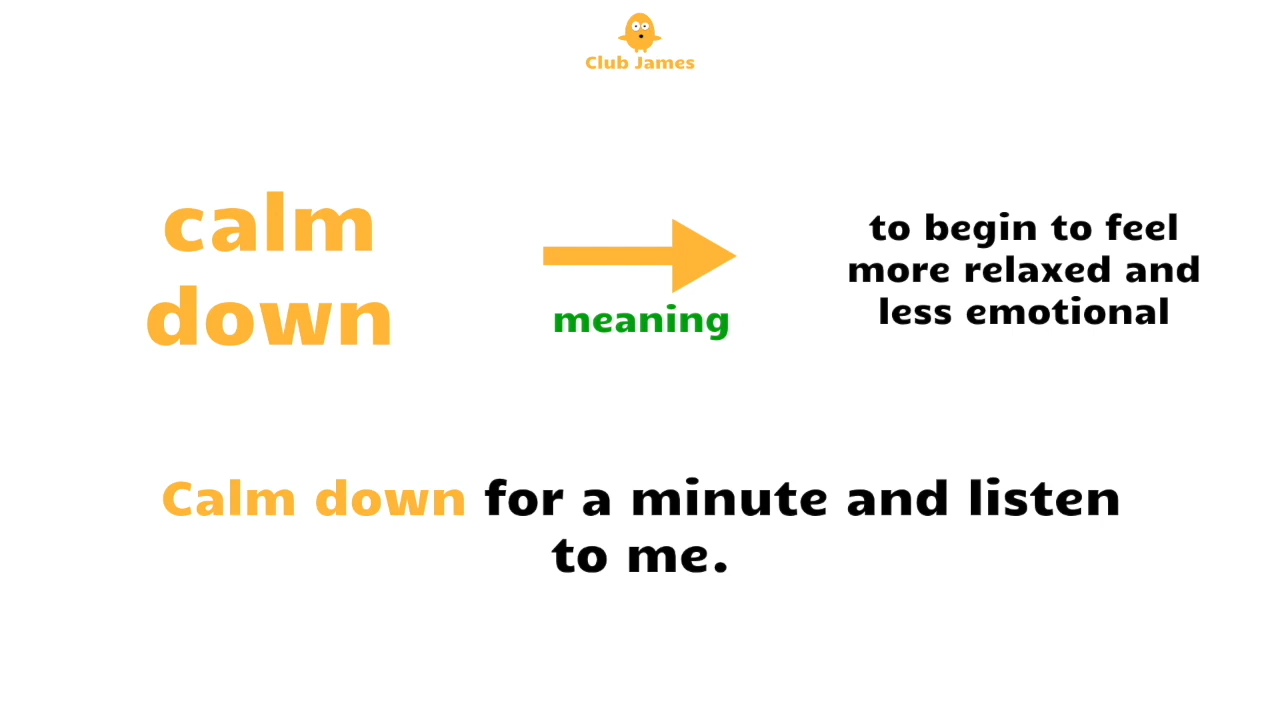 Club James
calm
down
meaning
to begin to feel
more relaxed and
less emotional
Calm down for a minute and listen
to me.